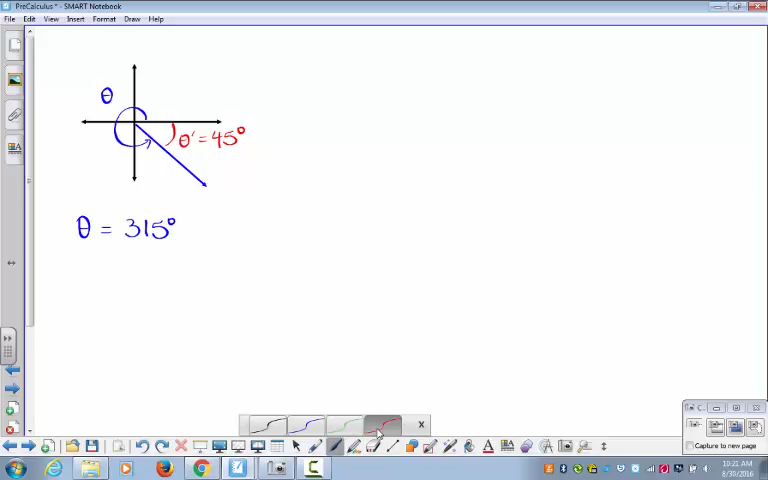 PreCalculus * - SMART Notebook
File Edit View Insert Format Draw Window Help
θ
θ' = 45°
θ = 315°
x
C..
Capture to new page
10:21 AM
8/30/2016